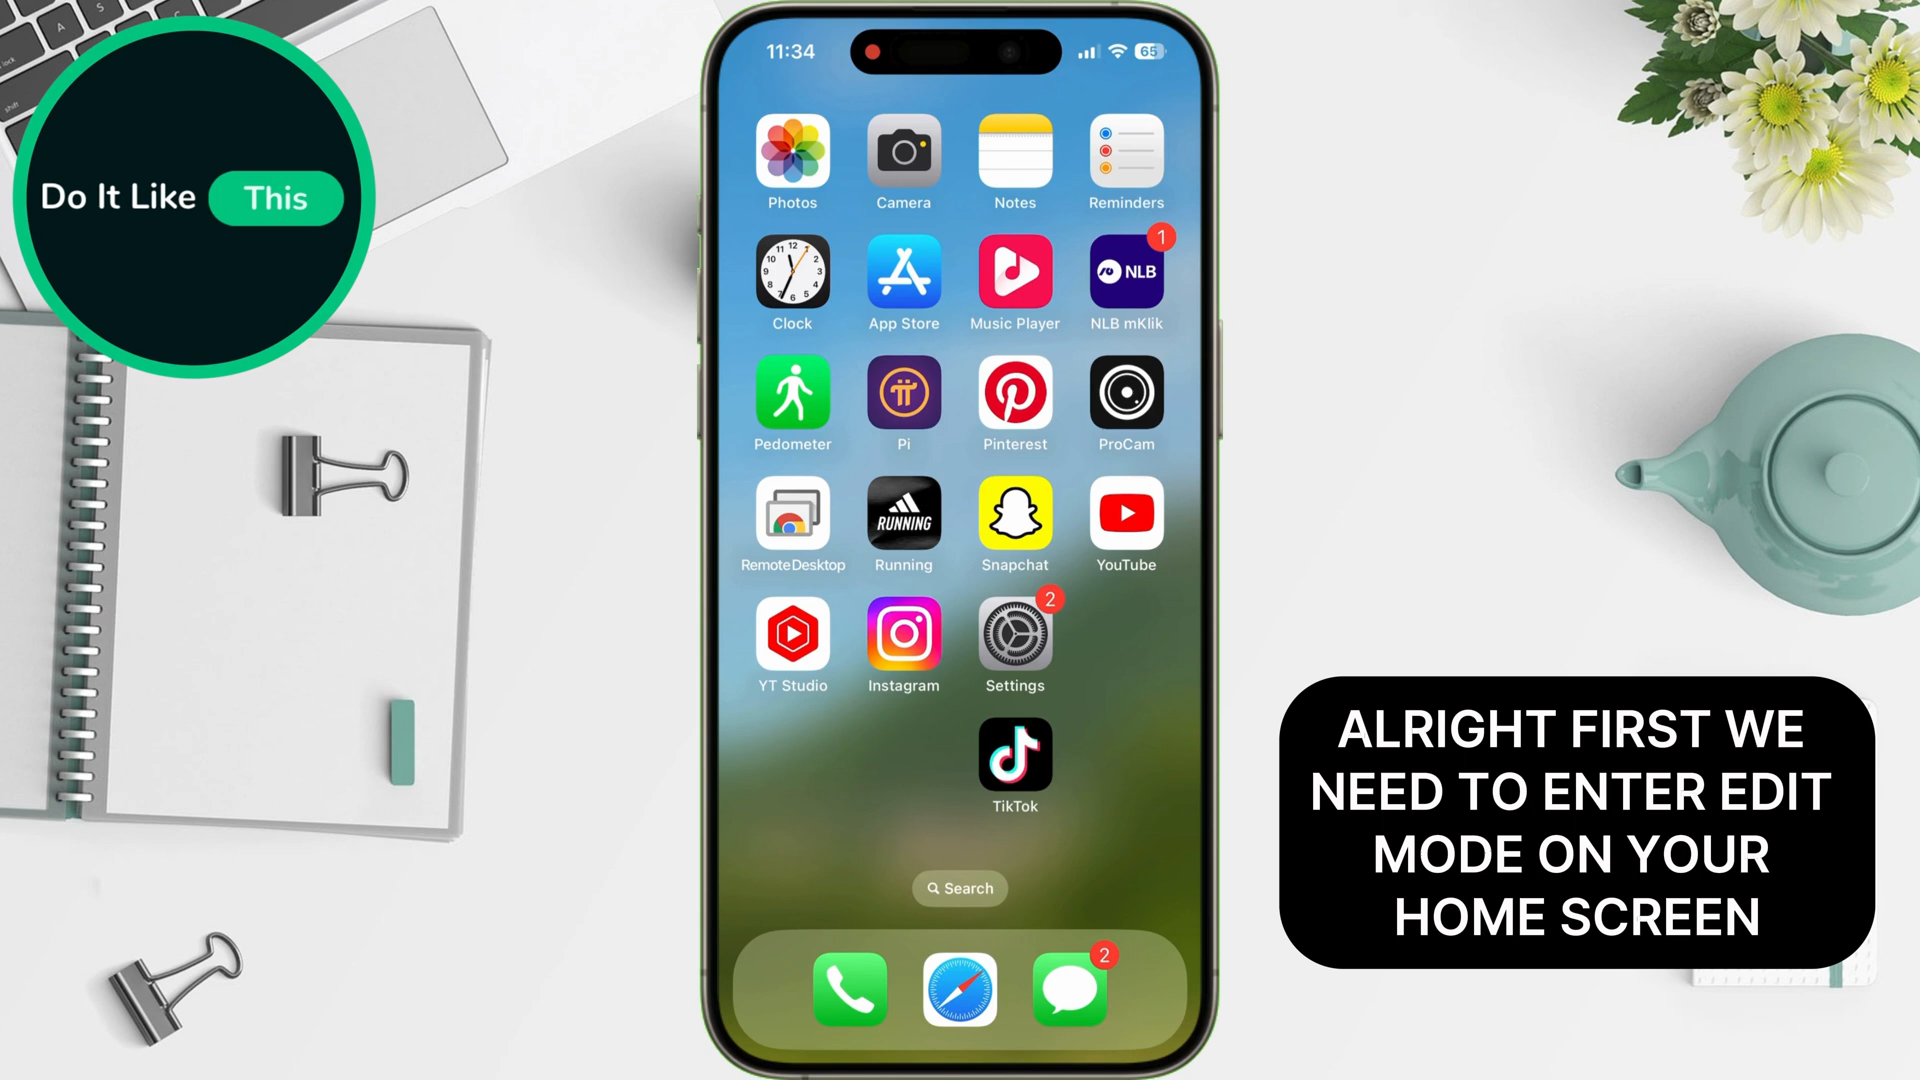 Do It Like This
11:34
65
Photos
Camera
Notes
Reminders
1
NLB
Clock
App Store
Music Player
NLB mKlik
Pedometer
Pi
Pinterest
ProCam
RUNNING
RemoteDesktop
Running
Snapchat
YouTube
2
YT Studio
Instagram
Settings
TikTok
Search
2
ALRIGHT FIRST WE
NEED TO ENTER EDIT
MODE ON YOUR
HOME SCREEN